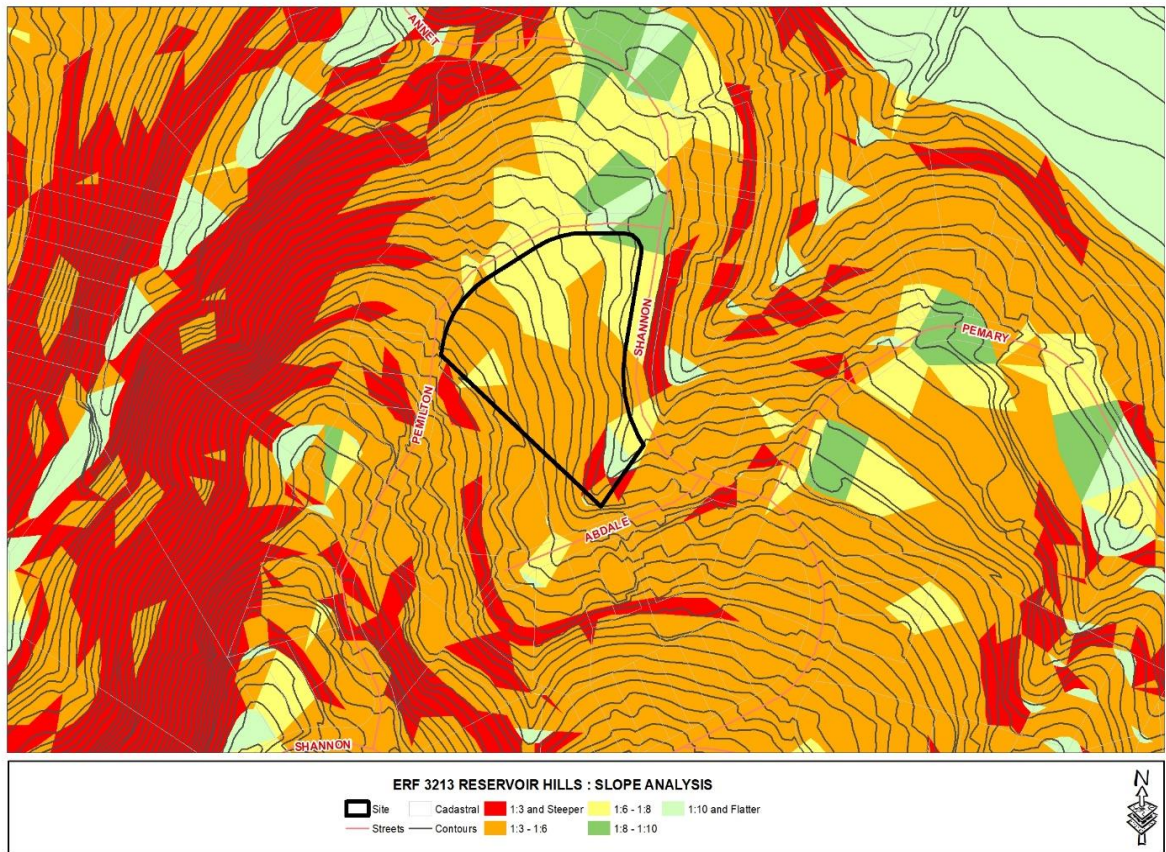 ANNET
SHANNON
PEMARY
PEMILTON
ABDALE
SHANNON
ERF 3213 RESERVOIR HILLS : SLOPE ANALYSIS
Site Cadastral 1:3 and Steeper 1:6 - 1:8 1:10 and Flatter
Streets Contours 1:3 - 1:6 1:8 - 1:10
N